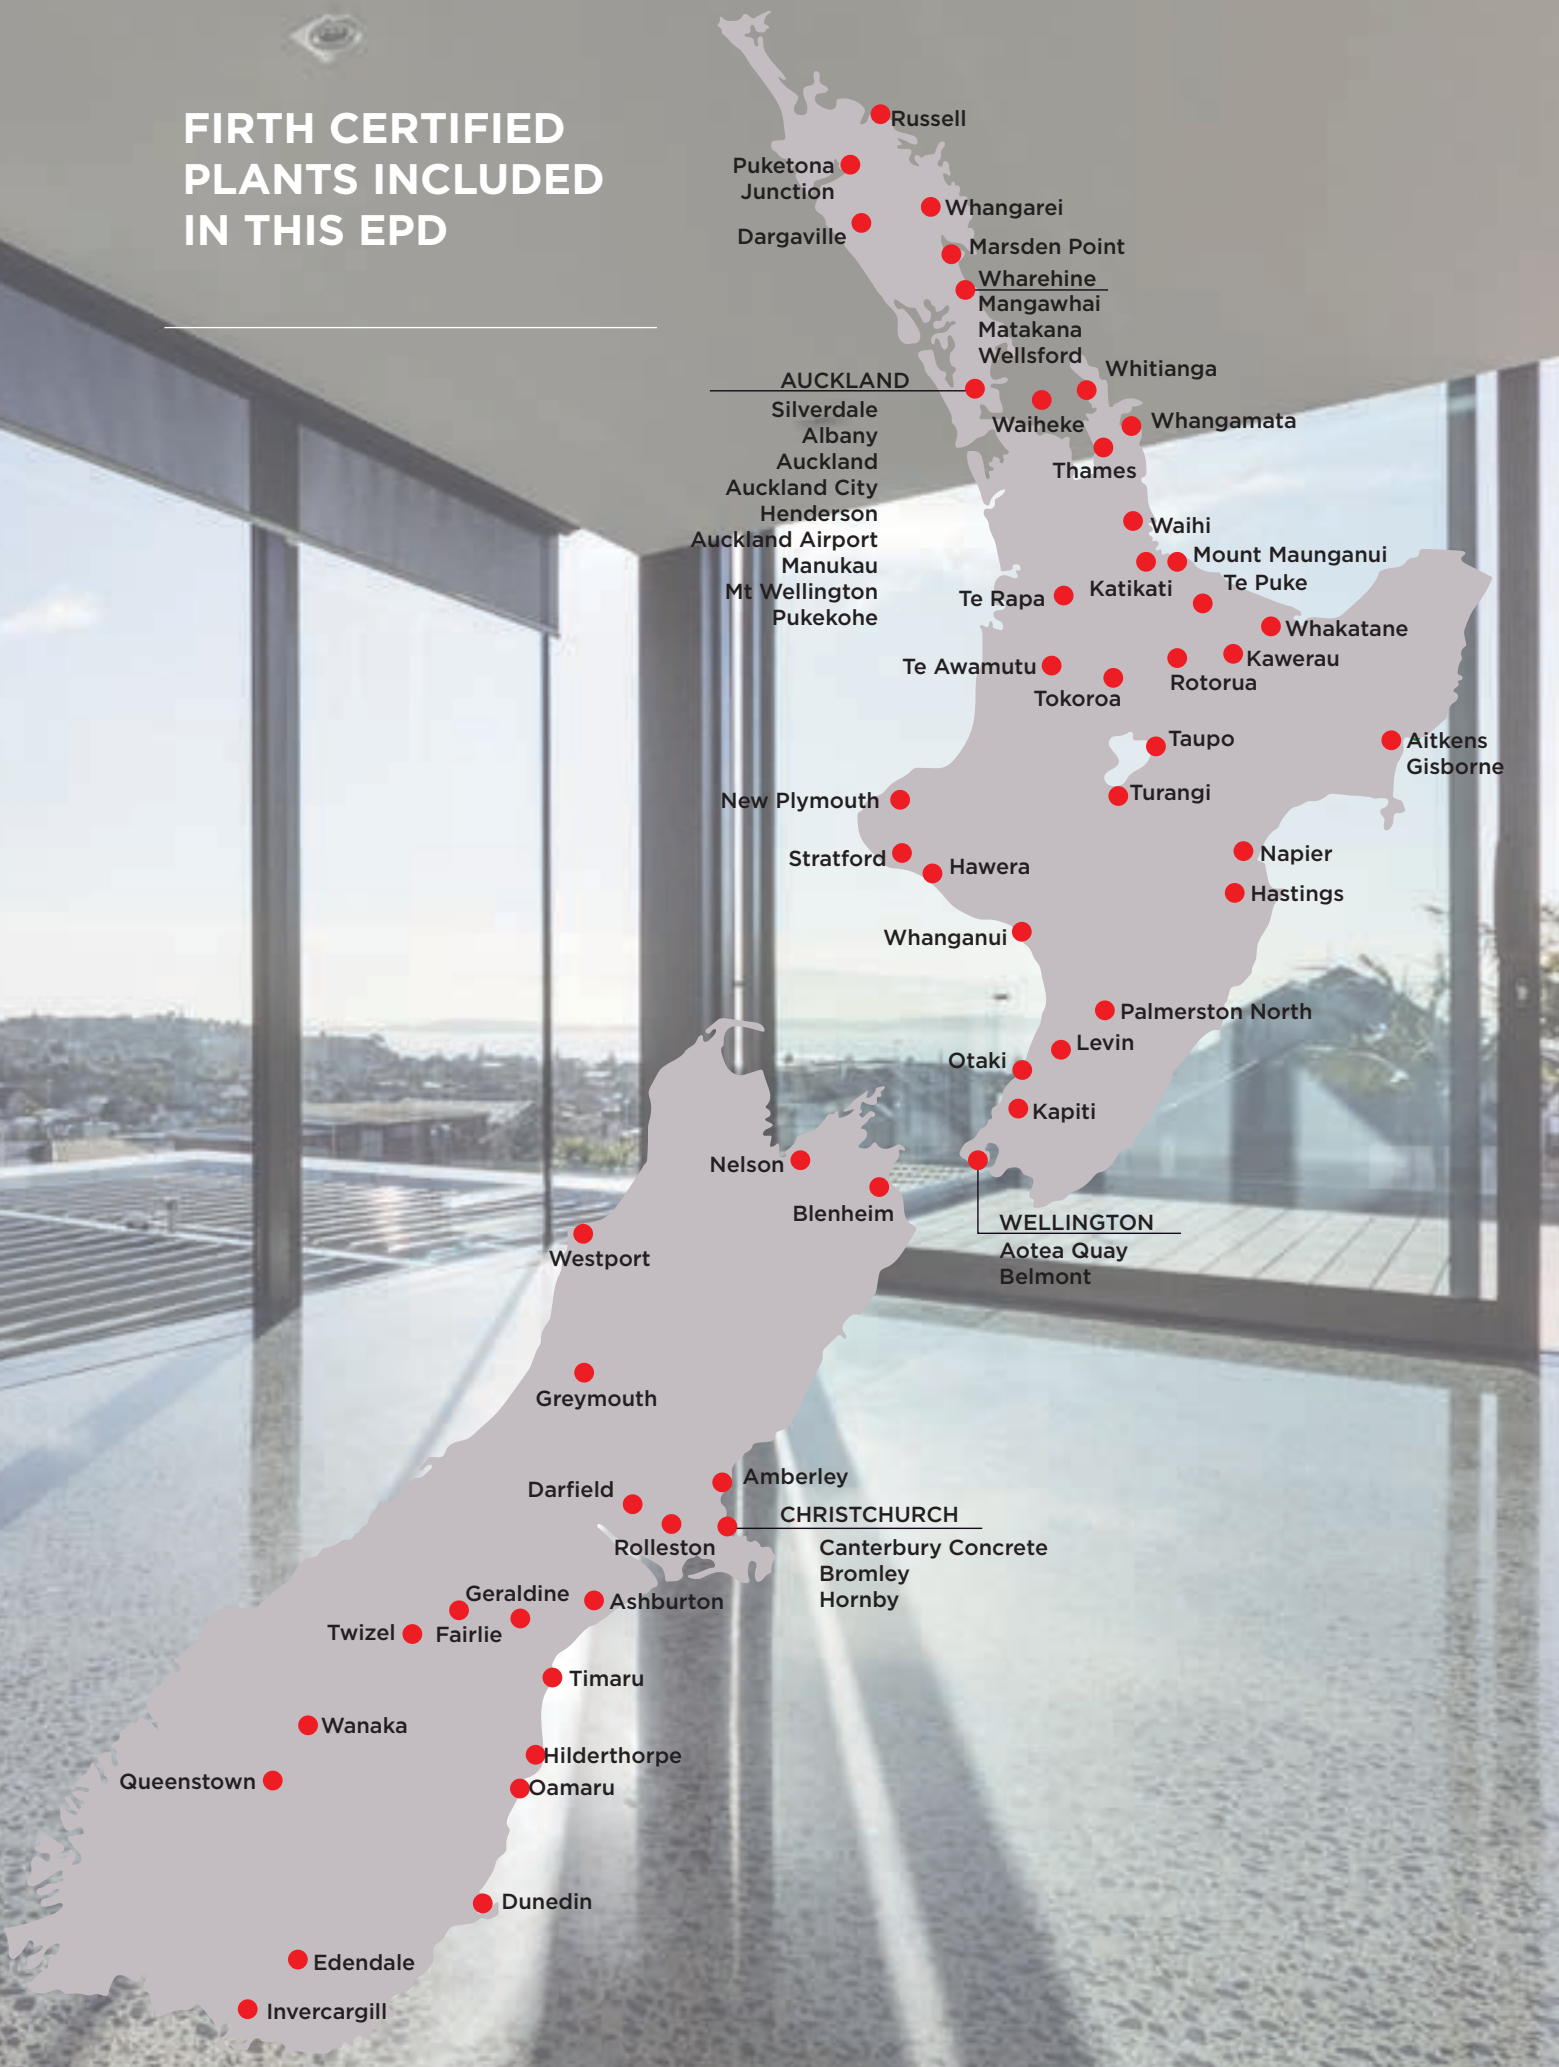 FIRTH CERTIFIED
PLANTS INCLUDED
IN THIS EPD
Russell
Puketona
Junction
Whangarei
Dargaville
Marsden Point
Wharehine
Mangawhai
Matakana
Wellsford
AUCKLAND
Silverdale
Albany
Auckland
Auckland City
Henderson
Auckland Airport
Manukau
Mt Wellington
Pukekohe
Whitianga
Waiheke
Whangamata
Thames
Waihi
Mount Maunganui
Katikati
Te Puke
Te Rapa
Whakatane
Te Awamutu
Kawerau
Rotorua
Tokoroa
Taupo
Aitkens
Gisborne
Turangi
New Plymouth
Stratford
Hawera
Napier
Hastings
Whanganui
Palmerston North
Levin
Otaki
Kapiti
Nelson
Blenheim
WELLINGTON
Aotea Quay
Belmont
Westport
Greymouth
Amberley
Darfield
CHRISTCHURCH
Canterbury Concrete
Bromley
Hornby
Rolleston
Geraldine
Ashburton
Twizel
Fairlie
Timaru
Wanaka
Hilderthorpe
Queenstown
Oamaru
Dunedin
Edendale
Invercargill